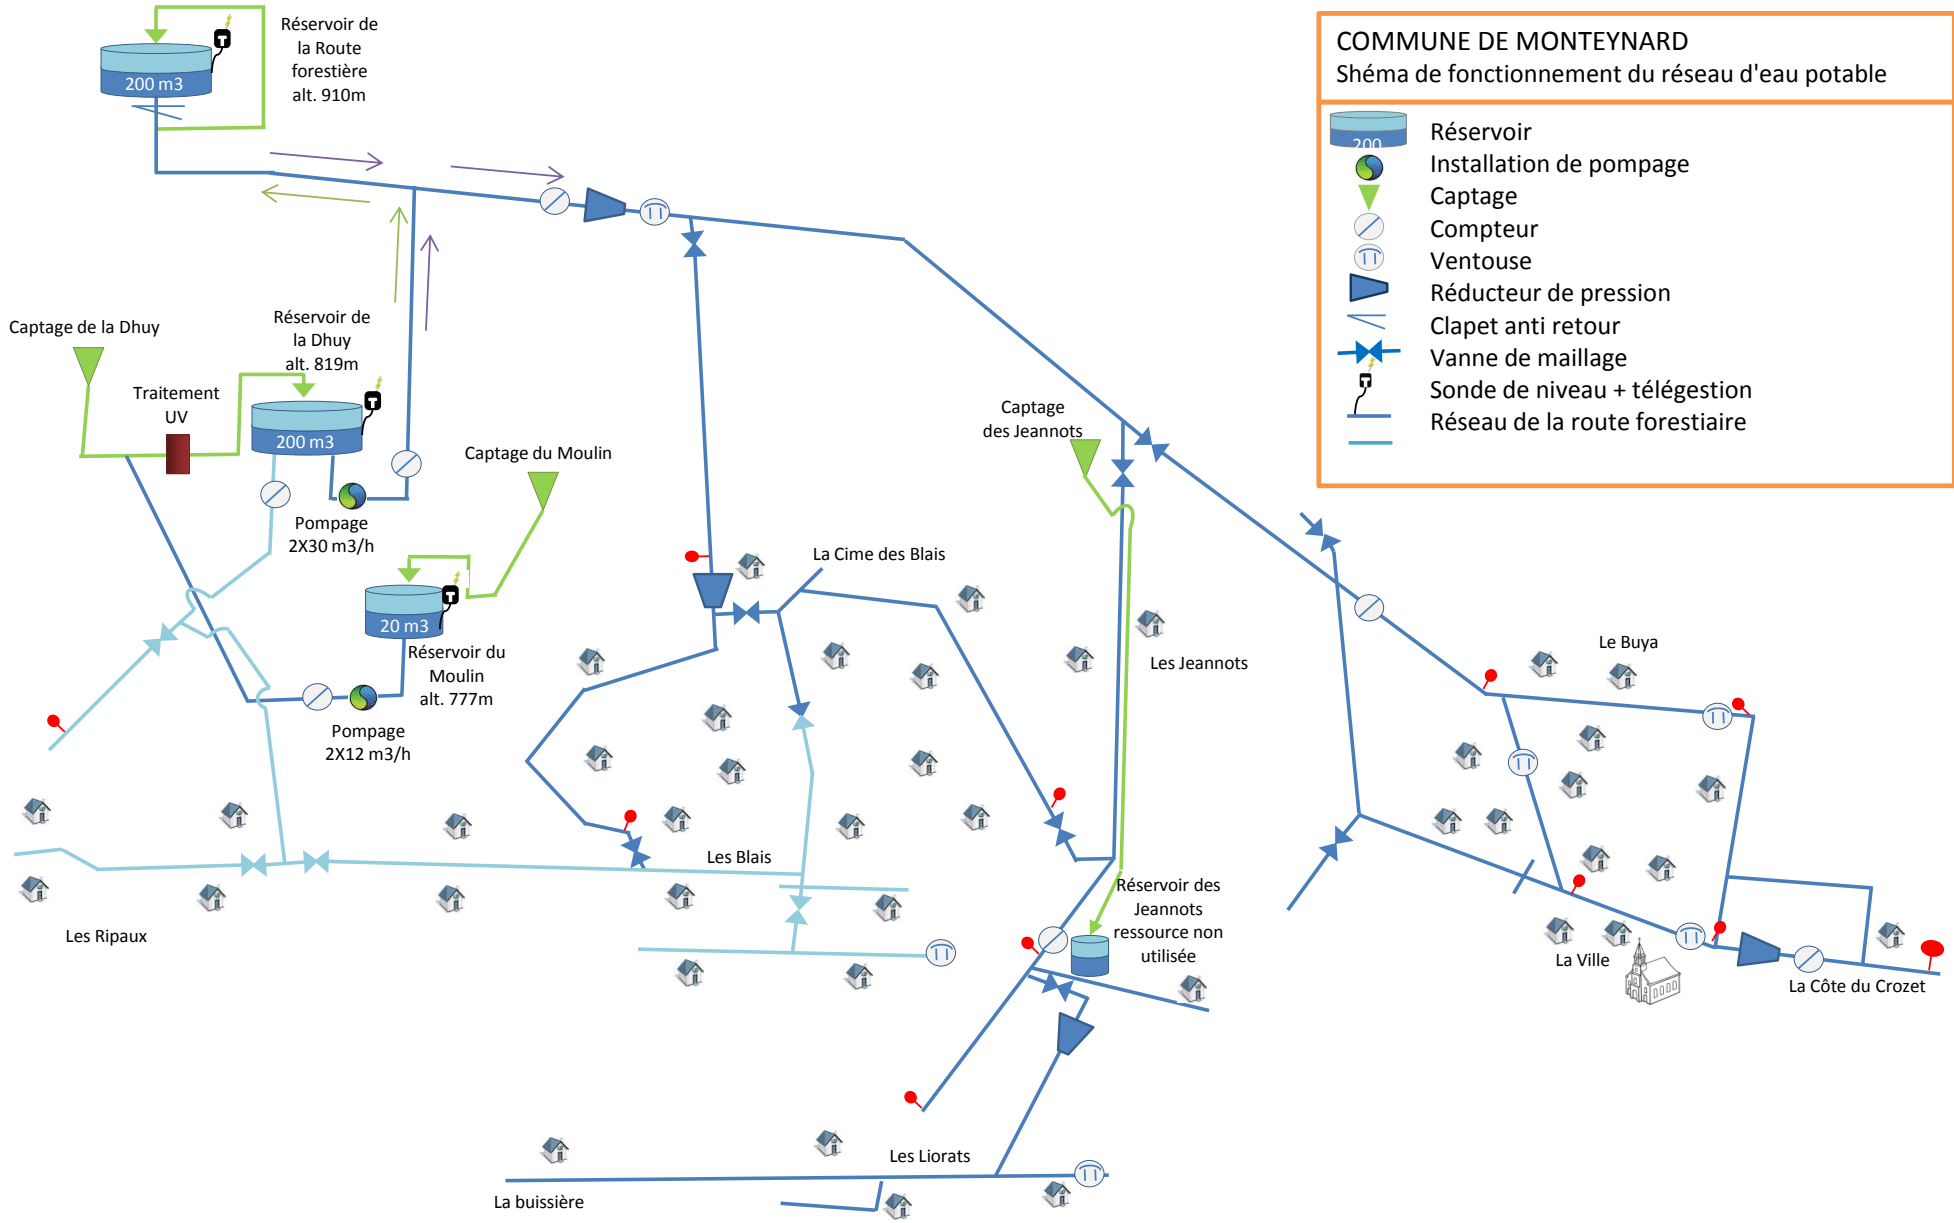 Réservoir de
la Route
forestière
alt. 910m
200 m3
COMMUNE DE MONTEYNARD
Shéma de fonctionnement du réseau d'eau potable
200
Réservoir
Installation de pompage
Captage
Compteur
Ventouse
Réducteur de pression
Clapet anti retour
Vanne de maillage
T
Sonde de niveau + télégestion
Réseau de la route forestiaire
Captage de la Dhuy
Réservoir de
la Dhuy
alt. 819m
Traitement
UV
200 m3
Captage du Moulin
Captage
des Jeannots
Pompage
2X30 m3/h
La Cime des Blais
20 m3
Réservoir du
Moulin
alt. 777m
Pompage
2X12 m3/h
Les Jeannots
Le Buya
Les Blais
Les Ripaux
Réservoir des
Jeannots
ressource non
utilisée
La Ville
La Côte du Crozet
Les Liorats
La buissière